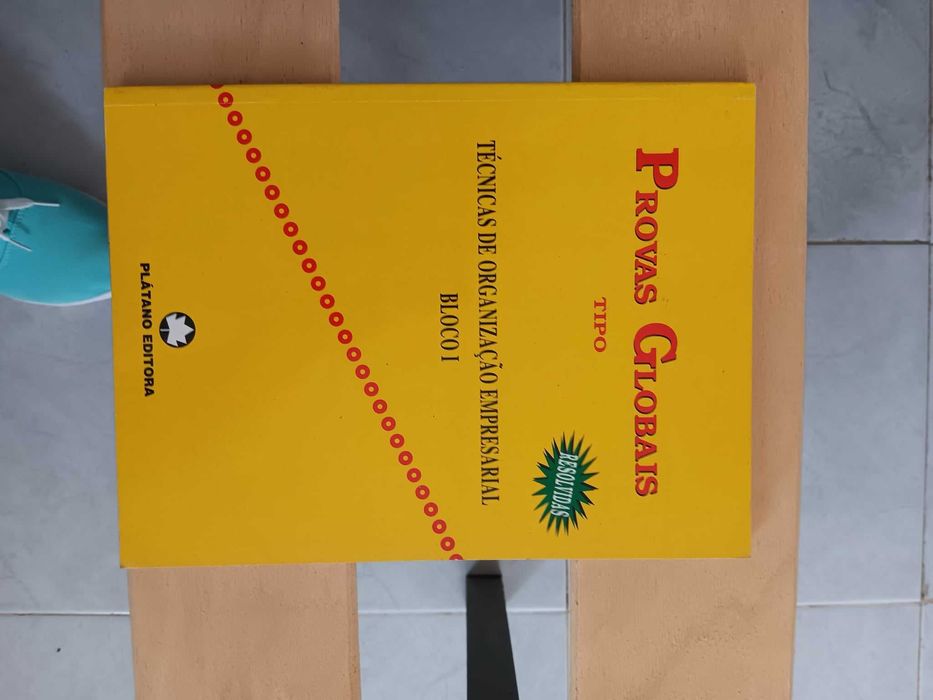 PROVAS GLOBAIS
TIPO
RESOLVIDAS
TÉCNICAS DE ORGANIZAÇÃO EMPRESARIAL
BLOCO I
PLÁTANO EDITORA